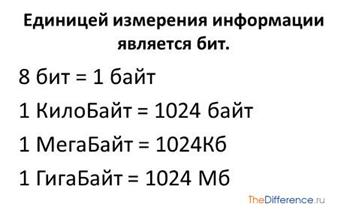 Единицей измерения информации
является бит.
8 бит = 1 байт
1 КилоБайт = 1024 байт
1 МегаБайт = 1024Кб
1 ГигаБайт = 1024 Мб
TheDifference.ru